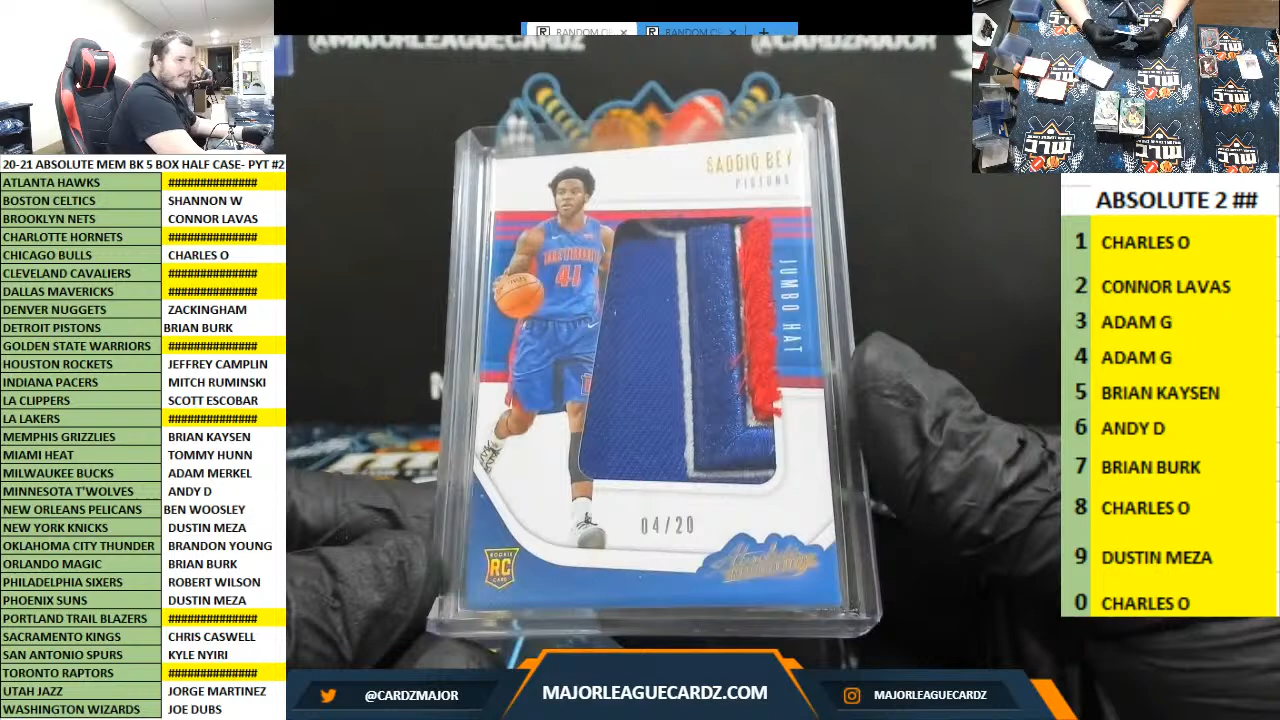 RANDOM
RANDOM
@MAJORLEAGUECARDZ
@CARDZMAJOR
20-21 ABSOLUTE MEM BK 5 BOX HALF CASE- PYT #2
ATLANTA HAWKS ##############
BOSTON CELTICS SHANNON W
BROOKLYN NETS CONNOR LAVAS
CHARLOTTE HORNETS ##############
CHICAGO BULLS CHARLES O
CLEVELAND CAVALIERS ##############
DALLAS MAVERICKS ##############
DENVER NUGGETS ZACKINGHAM
DETROIT PISTONS BRIAN BURK
GOLDEN STATE WARRIORS ##############
HOUSTON ROCKETS JEFFREY CAMPLIN
INDIANA PACERS MITCH RUMINSKI
LA CLIPPERS SCOTT ESCOBAR
LA LAKERS ##############
MEMPHIS GRIZZLIES BRIAN KAYSEN
MIAMI HEAT TOMMY HUNN
MILWAUKEE BUCKS ADAM MERKEL
MINNESOTA T'WOLVES ANDY D
NEW ORLEANS PELICANS BEN WOOSLEY
NEW YORK KNICKS DUSTIN MEZA
OKLAHOMA CITY THUNDER BRANDON YOUNG
ORLANDO MAGIC BRIAN BURK
PHILADELPHIA SIXERS ROBERT WILSON
PHOENIX SUNS DUSTIN MEZA
PORTLAND TRAIL BLAZERS ##############
SACRAMENTO KINGS CHRIS CASWELL
SAN ANTONIO SPURS KYLE NYIRI
TORONTO RAPTORS ##############
UTAH JAZZ JORGE MARTINEZ
WASHINGTON WIZARDS JOE DUBS
SADDIQ BEY
PISTONS
JUMBO HAT
41
04/20
ROOKIE
RC
CARD
Absolute
ABSOLUTE 2 ##
1 CHARLES O
2 CONNOR LAVAS
3 ADAM G
4 ADAM G
5 BRIAN KAYSEN
6 ANDY D
7 BRIAN BURK
8 CHARLES O
9 DUSTIN MEZA
0 CHARLES O
@CARDZMAJOR
MAJORLEAGUECARDZ.COM
MAJORLEAGUECARDZ